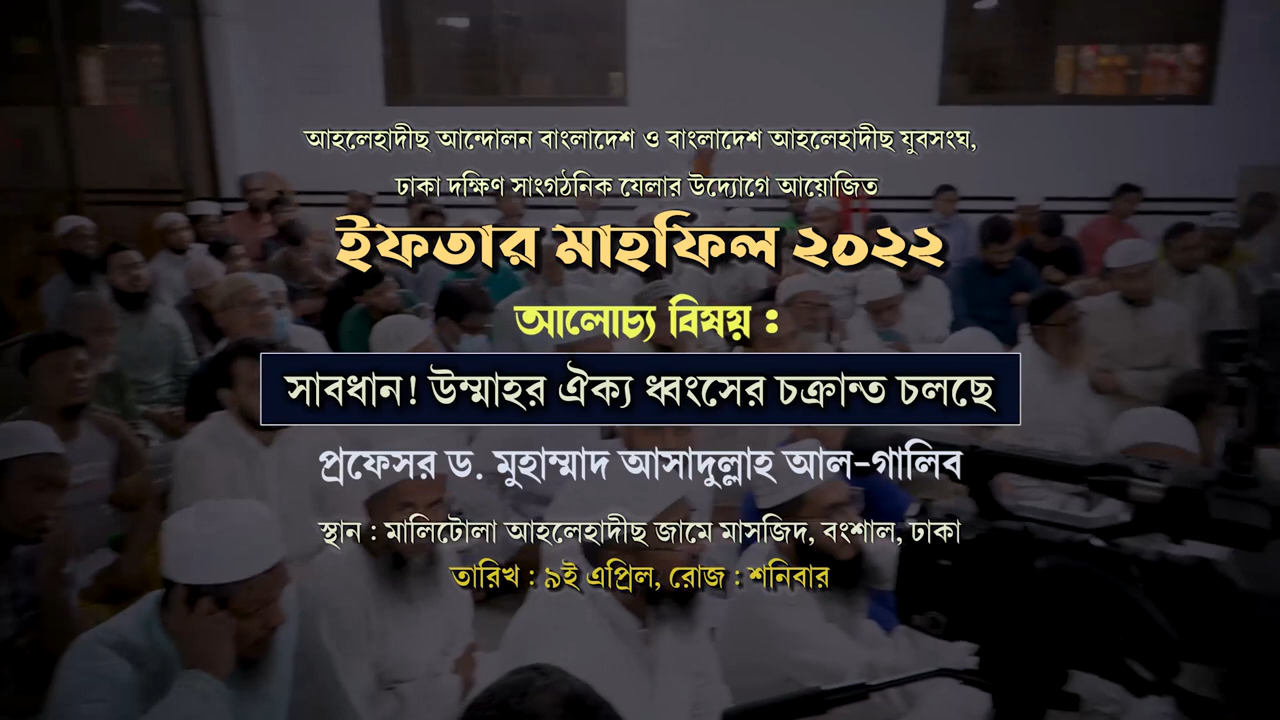 আহলেহাদীছ আন্দোলন বাংলাদেশ ও বাংলাদেশ আহলেহাদীছ যুবসংঘ,
ঢাকা দক্ষিণ সাংগঠনিক যেলার উদ্যোগে আয়োজিত
ইফতার মাহফিল ২০২২
আলোচ্য বিষয় :
সাবধান! উম্মাহর ঐক্য ধ্বংসের চক্রান্ত চলছে
প্রফেসর ড. মুহাম্মাদ আসাদুল্লাহ আল-গালিব
স্থান : মালিটোলা আহলেহাদীছ জামে মাসজিদ, বংশাল, ঢাকা
তারিখ : ৯ই এপ্রিল, রোজ : শনিবার